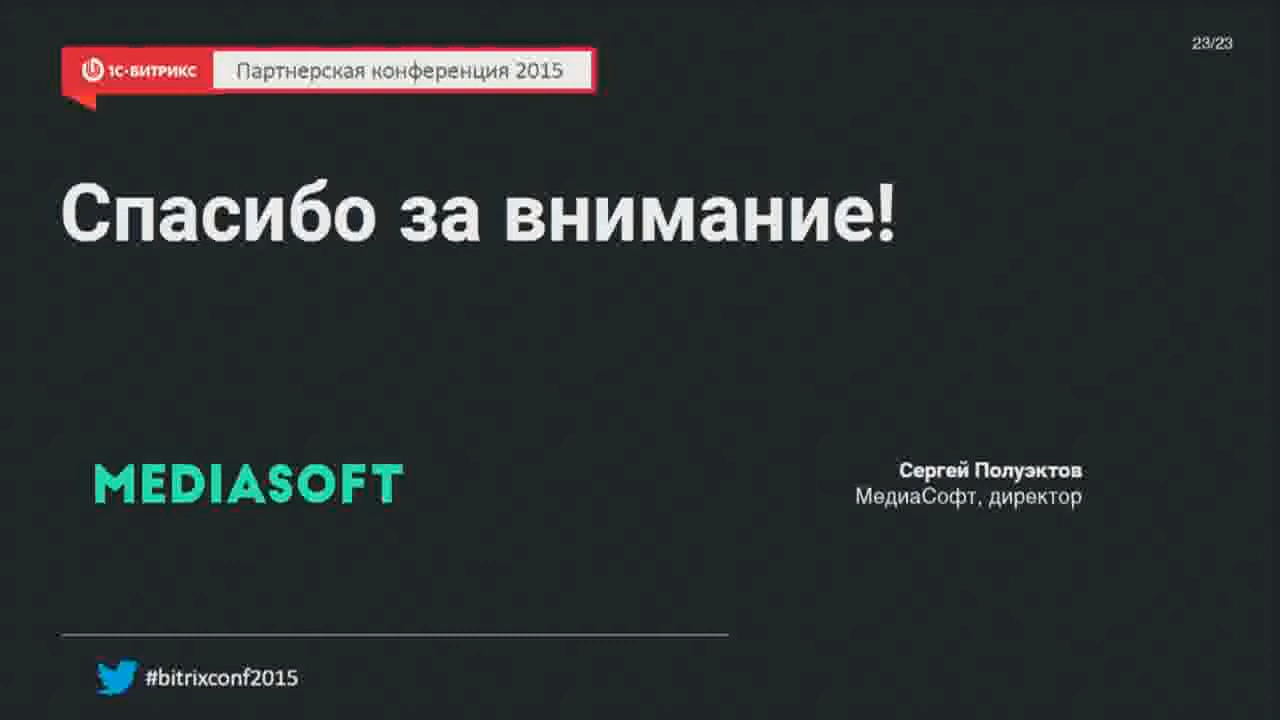 23/23
1С-БИТРИКС Партнерская конференция 2015
Спасибо за внимание!
MEDIASOFT
Сергей Полуэктов
МедиаСофт, директор
#bitrixconf2015